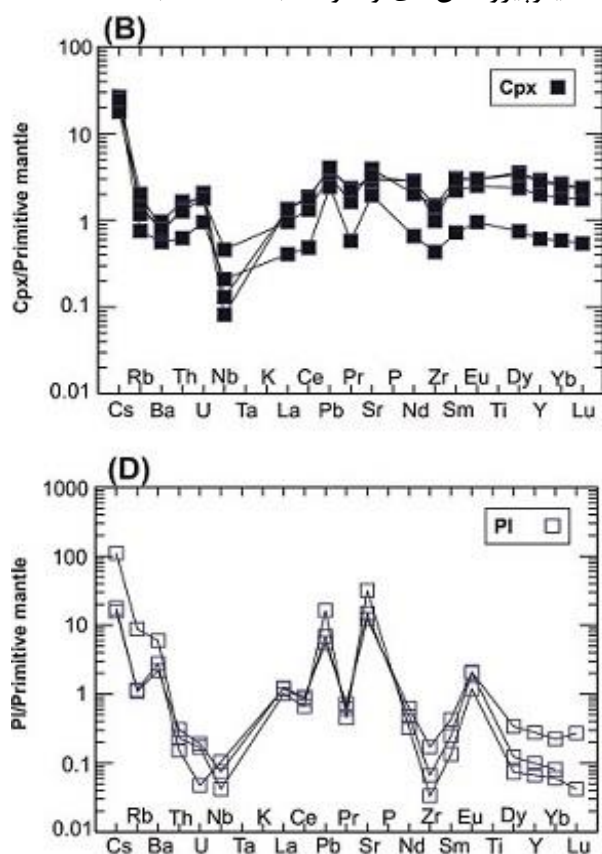 (B)
Cpx
Cpx/Primitive mantle
100
10
1
0.1
0.01
Rb Th Nb K Ce Pr P Zr Eu Dy Yb
Cs Ba U Ta La Pb Sr Nd Sm Ti Y Lu
(D)
Pl
Pl/Primitive mantle
1000
100
10
1
0.1
0.01
Rb Th Nb K Ce Pr P Zr Eu Dy Yb
Cs Ba U Ta La Pb Sr Nd Sm Ti Y Lu